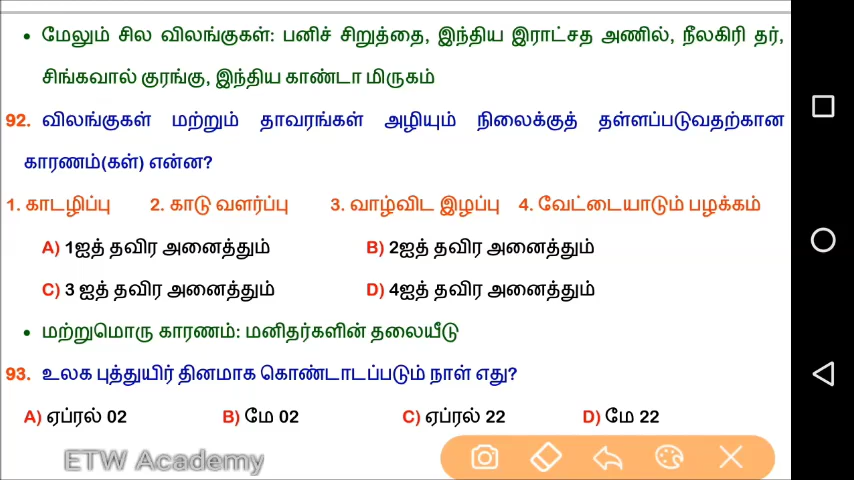 • மேலும் சில விலங்குகள்: பனிச் சிறுத்தை, இந்திய இராட்சத அணில், நீலகிரி தர்,
சிங்கவால் குரங்கு, இந்திய காண்டா மிருகம்
92. விலங்குகள் மற்றும் தாவரங்கள் அழியும் நிலைக்குத் தள்ளப்படுவதற்கான
காரணம்(கள்) என்ன?
1. காடழிப்பு 2. காடு வளர்ப்பு 3. வாழ்விட இழப்பு 4. வேட்டையாடும் பழக்கம்
A) 1ஐத் தவிர அனைத்தும் B) 2ஐத் தவிர அனைத்தும்
C) 3 ஐத் தவிர அனைத்தும் D) 4ஐத் தவிர அனைத்தும்
• மற்றுமொரு காரணம்: மனிதர்களின் தலையீடு
93. உலக புத்துயிர் தினமாக கொண்டாடப்படும் நாள் எது?
A) ஏப்ரல் 02 B) மே 02 C) ஏப்ரல் 22 D) மே 22
ETW Academy